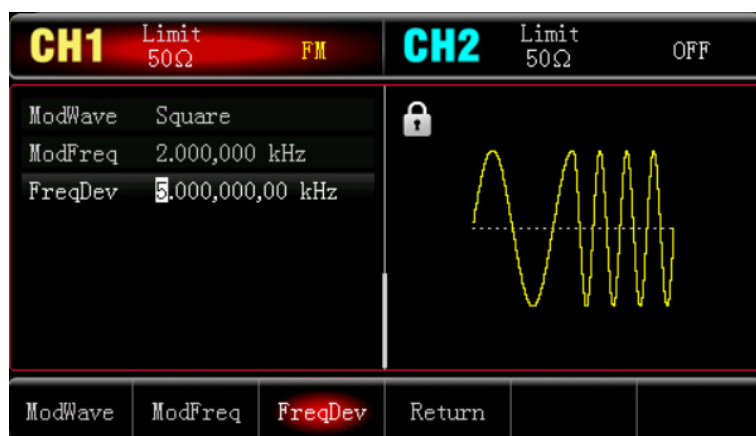 CH1 Limit 50Ω FM CH2 Limit 50Ω OFF
ModWave Square
ModFreq 2.000,000 kHz
FreqDev 5.000,000,00 kHz
ModWave ModFreq FreqDev Return